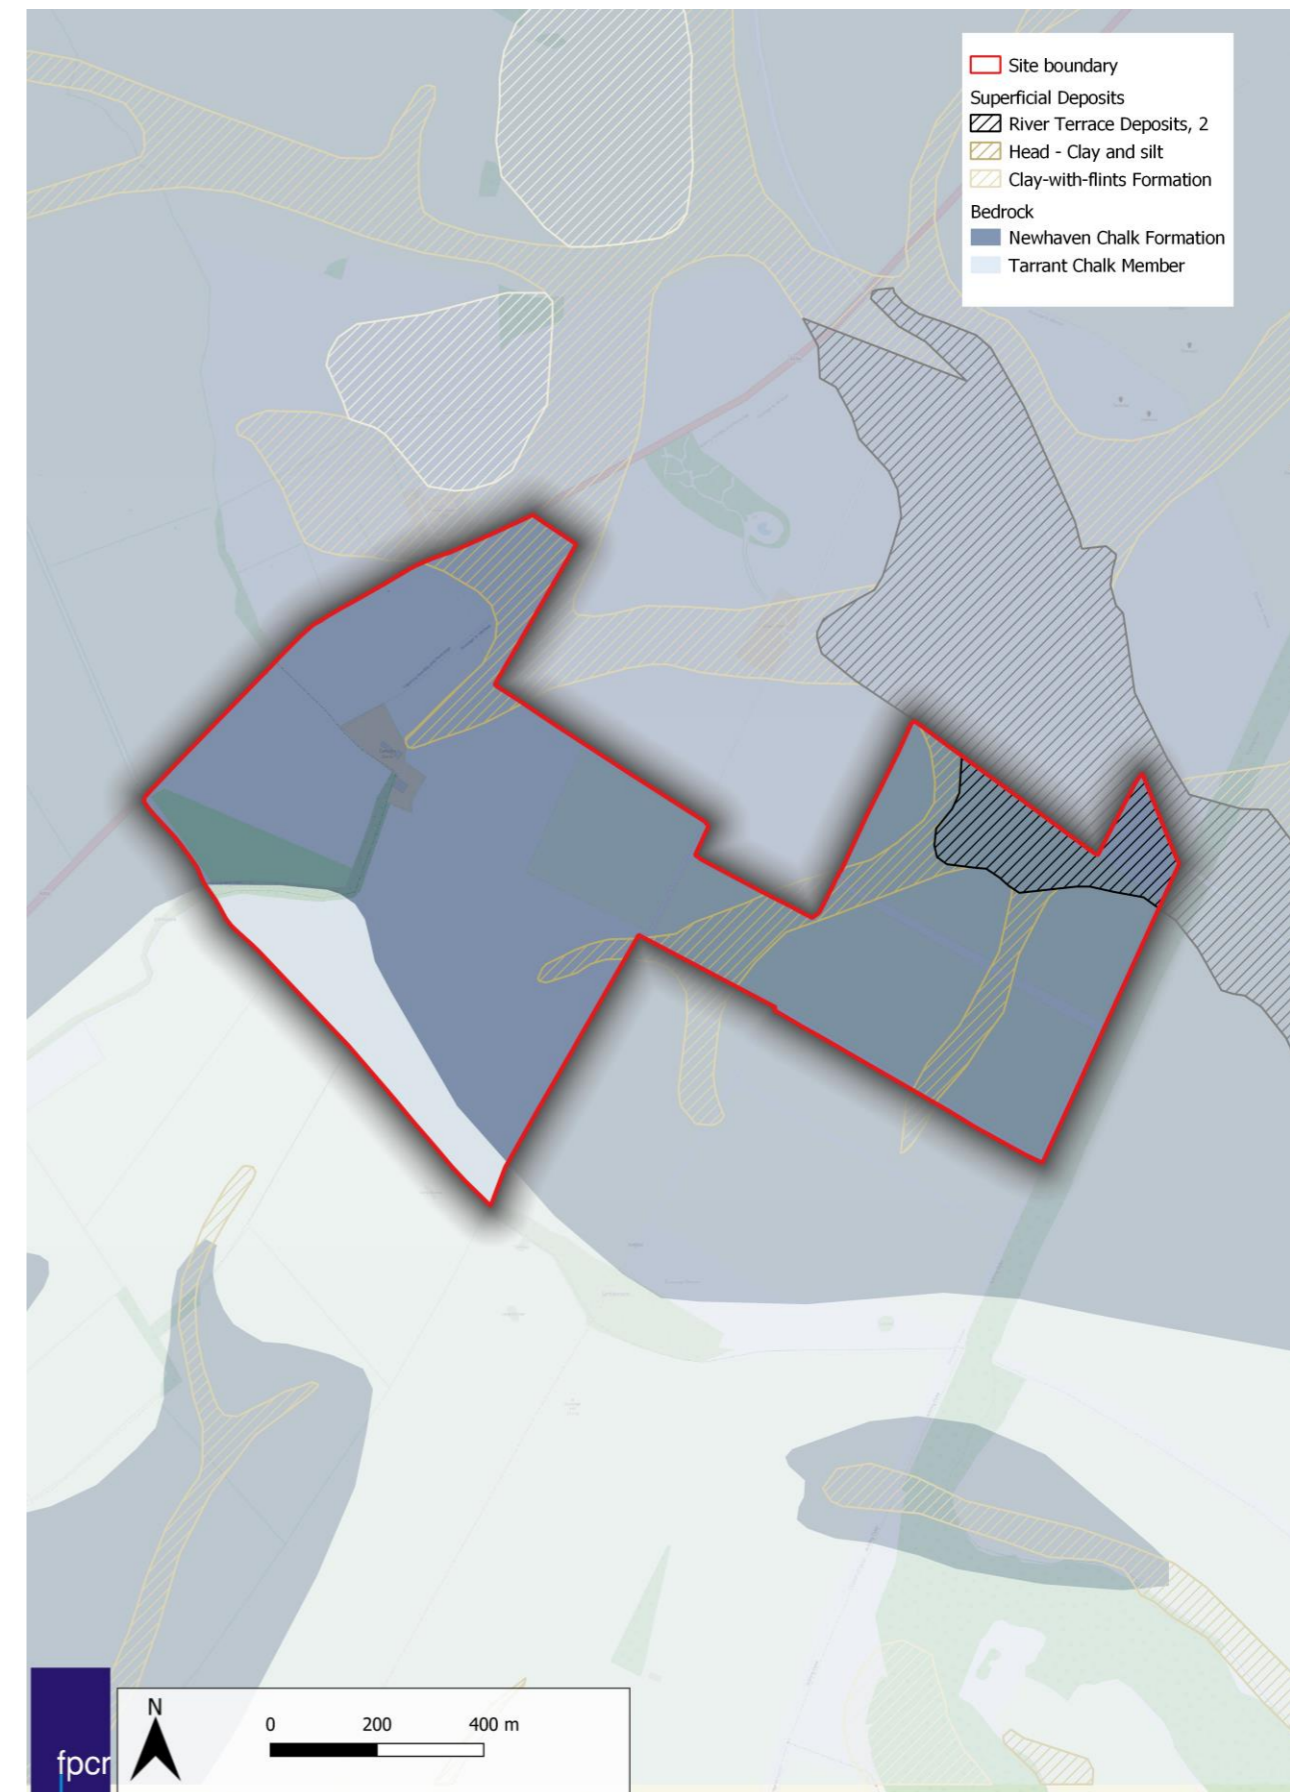 Site boundary
Superficial Deposits
River Terrace Deposits, 2
Head - Clay and silt
Clay-with-flints Formation
Bedrock
Newhaven Chalk Formation
Tarrant Chalk Member
N
0 200 400 m
fpcr